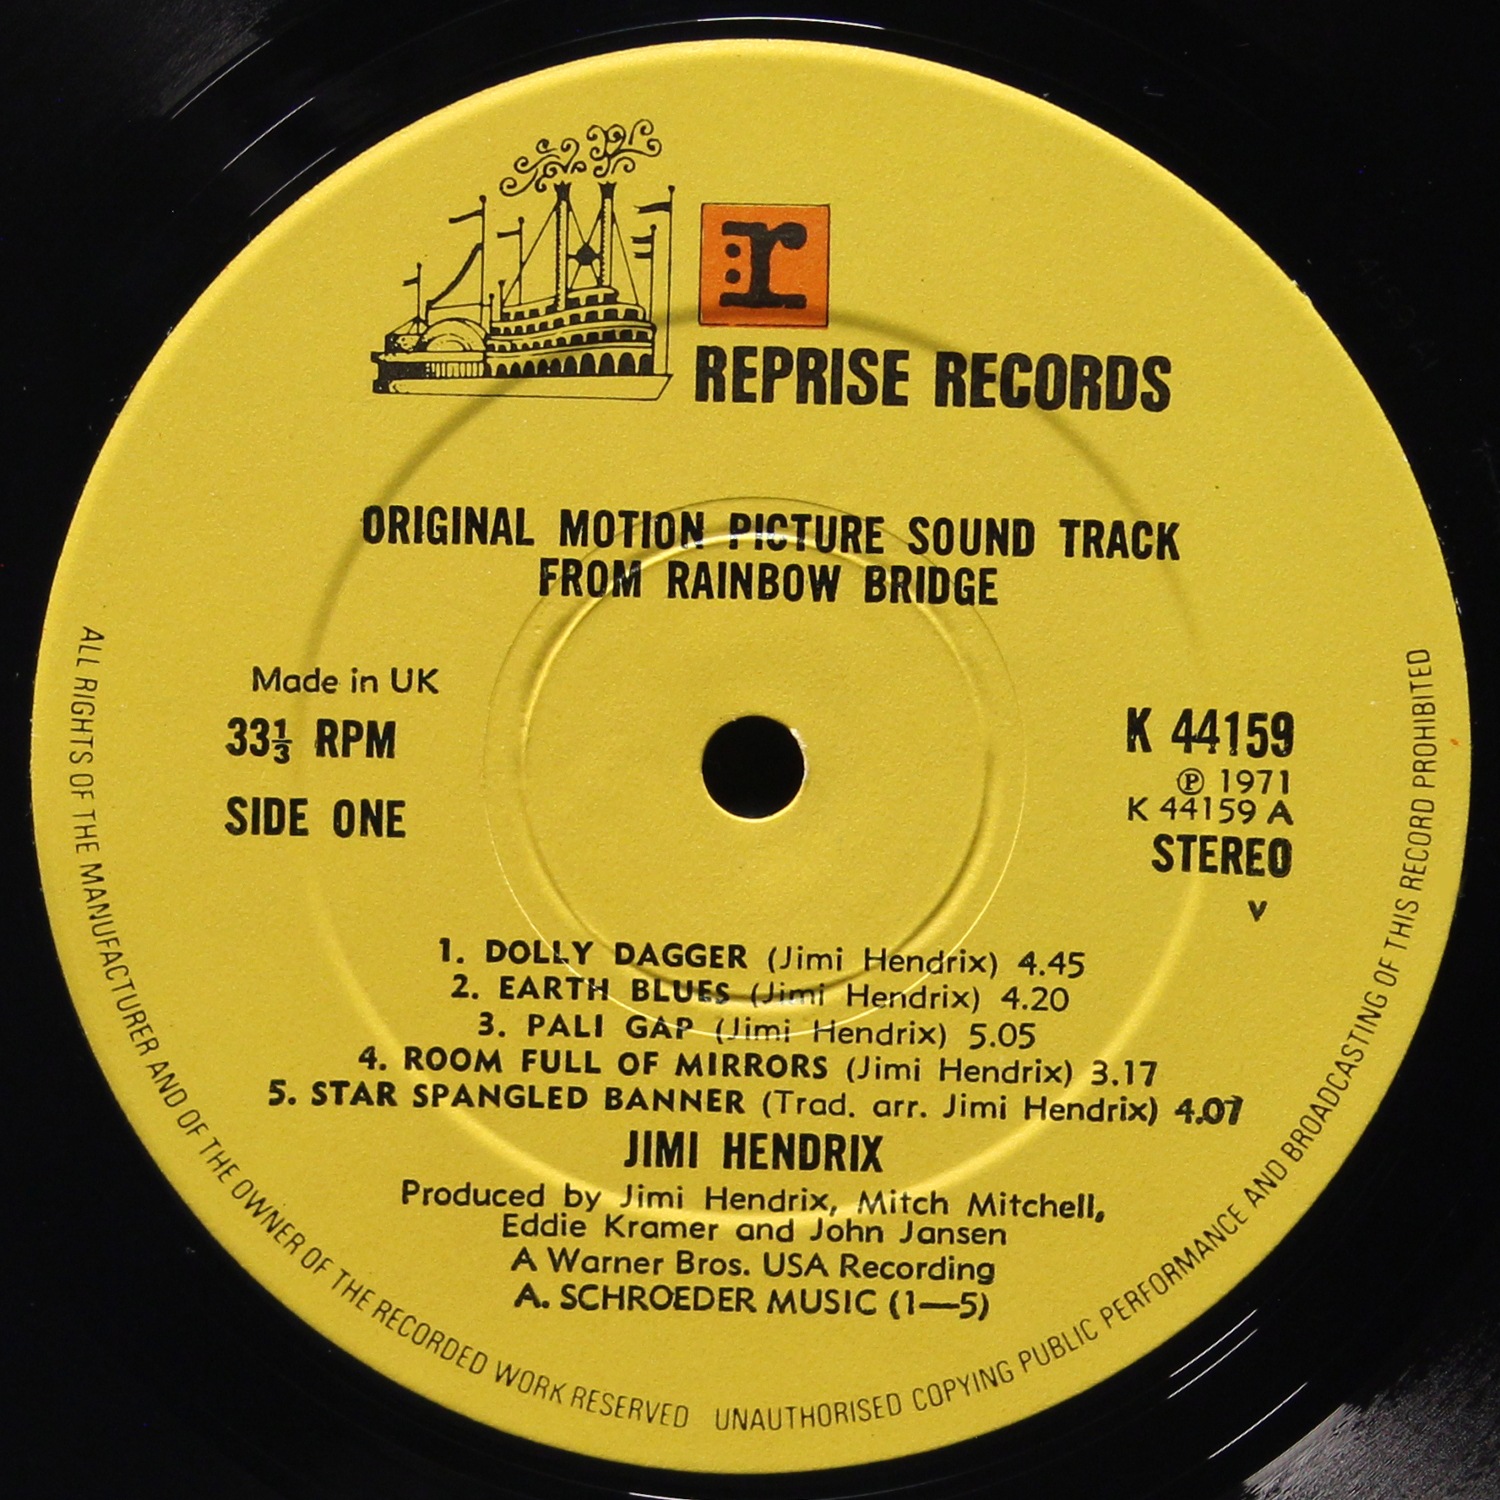 r
REPRISE RECORDS
ORIGINAL MOTION PICTURE SOUND TRACK
FROM RAINBOW BRIDGE
Made in UK
33⅓ RPM
SIDE ONE
K 44159
℗ 1971
K 44159 A
STEREO
v
1. DOLLY DAGGER (Jimi Hendrix) 4.45
2. EARTH BLUES (Jimi Hendrix) 4.20
3. PALI GAP (Jimi Hendrix) 5.05
4. ROOM FULL OF MIRRORS (Jimi Hendrix) 3.17
5. STAR SPANGLED BANNER (Trad. arr. Jimi Hendrix) 4.07
JIMI HENDRIX
Produced by Jimi Hendrix, Mitch Mitchell,
Eddie Kramer and John Jansen
A Warner Bros. USA Recording
A. SCHROEDER MUSIC (1—5)
ALL RIGHTS OF THE MANUFACTURER AND OF THE OWNER OF THE RECORDED WORK RESERVED UNAUTHORISED COPYING PUBLIC PERFORMANCE AND BROADCASTING OF THIS RECORD PROHIBITED